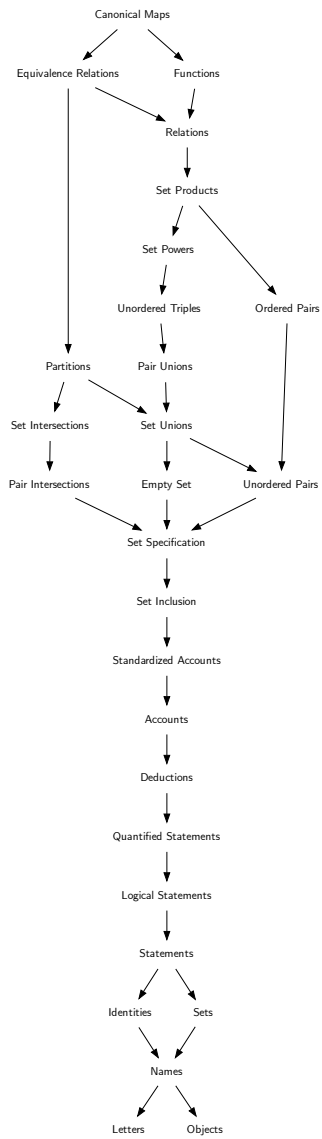 Canonical Maps
Equivalence Relations
Functions
Relations
Set Products
Set Powers
Unordered Triples
Ordered Pairs
Partitions
Pair Unions
Set Intersections
Set Unions
Pair Intersections
Empty Set
Unordered Pairs
Set Specification
Set Inclusion
Standardized Accounts
Accounts
Deductions
Quantified Statements
Logical Statements
Statements
Identities
Sets
Names
Letters
Objects